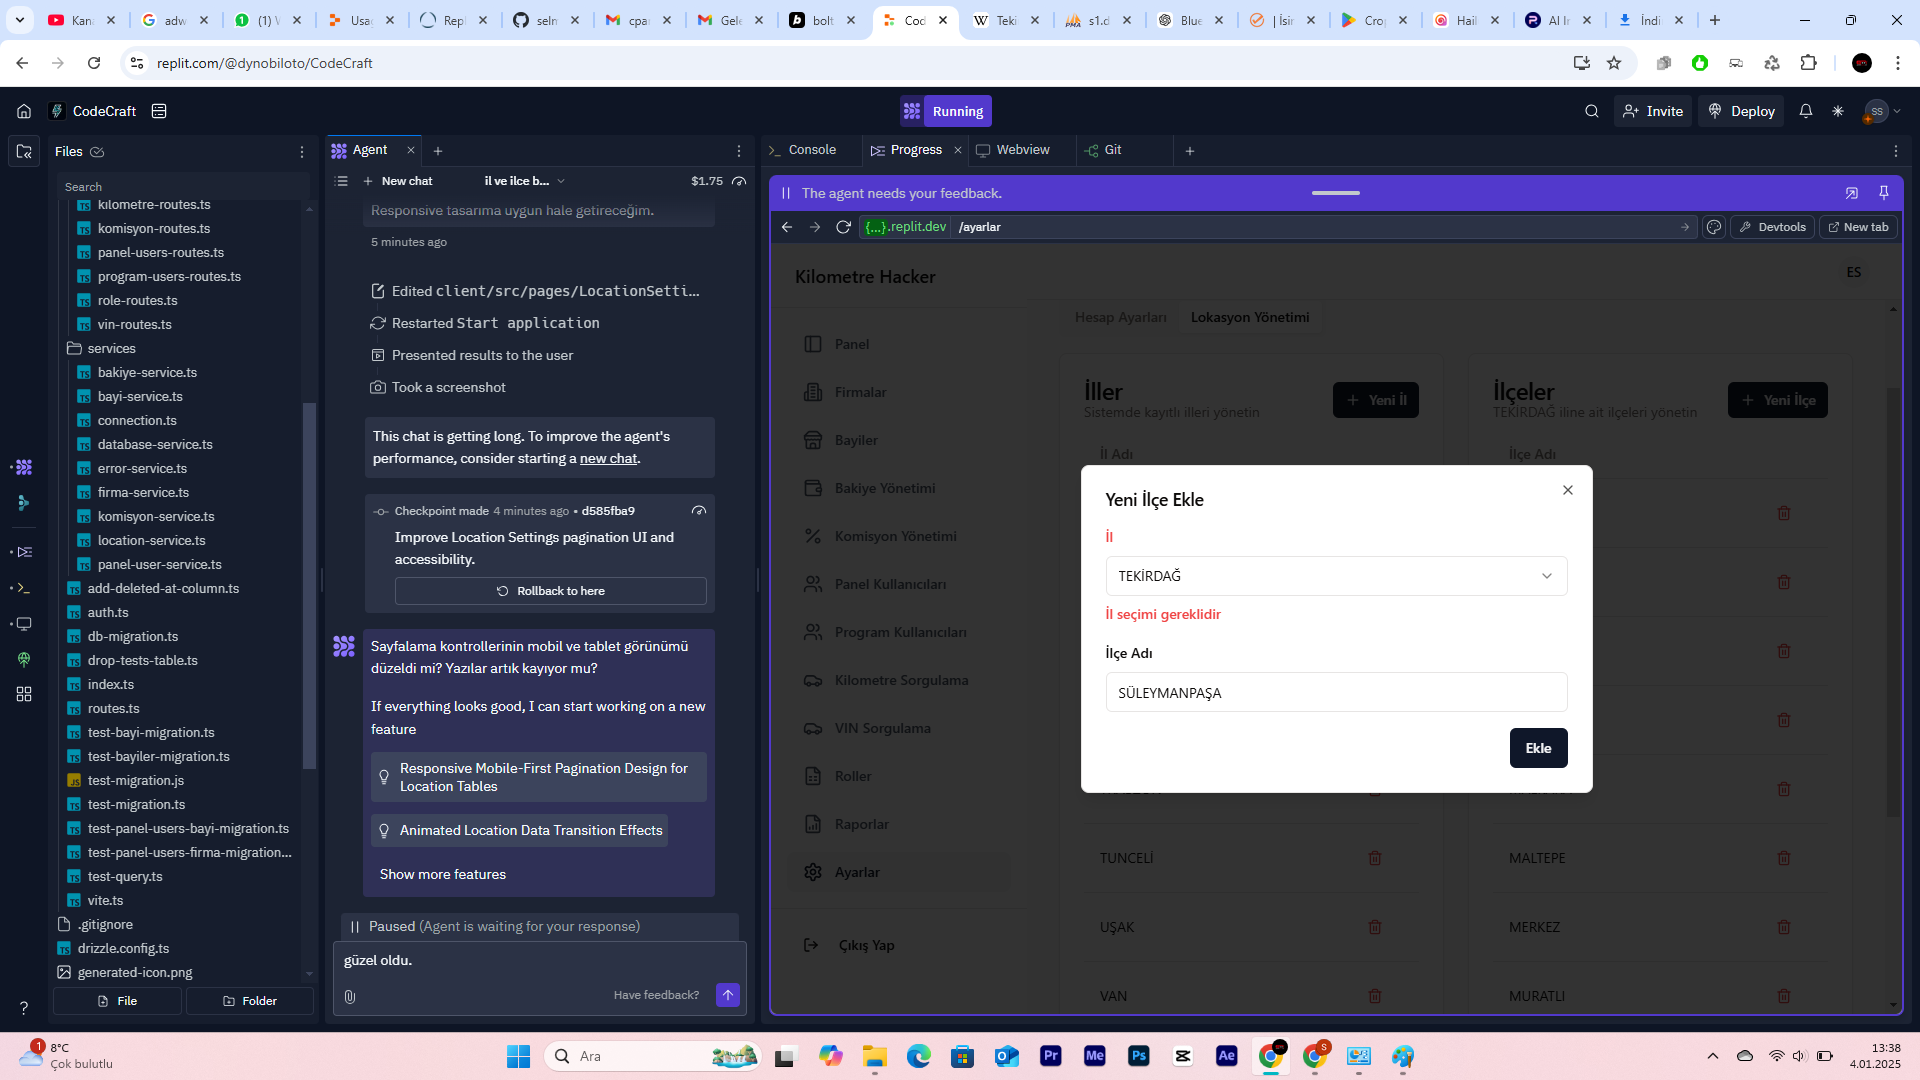 Kana
adw
(1) V
Usag
Repl
selm
cpar
Gele
bolt
Cod
Teki
s1.d
Blue
| İsir
Crop
Hail
AI Ir
İndi
replit.com/@dynobiloto/CodeCraft
CodeCraft
Running
Invite
Deploy
SS
Files
Search
kilometre-routes.ts
komisyon-routes.ts
panel-users-routes.ts
program-users-routes.ts
role-routes.ts
vin-routes.ts
services
bakiye-service.ts
bayi-service.ts
connection.ts
database-service.ts
error-service.ts
firma-service.ts
komisyon-service.ts
location-service.ts
panel-user-service.ts
add-deleted-at-column.ts
auth.ts
db-migration.ts
drop-tests-table.ts
index.ts
routes.ts
test-bayi-migration.ts
test-bayiler-migration.ts
test-migration.js
test-migration.ts
test-panel-users-bayi-migration.ts
test-panel-users-firma-migration...
test-query.ts
vite.ts
.gitignore
drizzle.config.ts
generated-icon.png
File
Folder
Agent
New chat
il ve ilce b...
$1.75
Responsive tasarıma uygun hale getireceğim.
5 minutes ago
Edited client/src/pages/LocationSetti...
Restarted Start application
Presented results to the user
Took a screenshot
This chat is getting long. To improve the agent's
performance, consider starting a new chat.
Checkpoint made 4 minutes ago • d585fba9
Improve Location Settings pagination UI and
accessibility.
Rollback to here
Sayfalama kontrollerinin mobil ve tablet görünümü
düzeldi mi? Yazılar artık kayıyor mu?
If everything looks good, I can start working on a new
feature
Responsive Mobile-First Pagination Design for
Location Tables
Animated Location Data Transition Effects
Show more features
Paused (Agent is waiting for your response)
güzel oldu.
Have feedback?
Console
Progress
Webview
Git
The agent needs your feedback.
{...}.replit.dev
/ayarlar
Devtools
New tab
Kilometre Hacker
ES
Panel
Firmalar
Bayiler
Bakiye Yönetimi
Komisyon Yönetimi
Panel Kullanıcıları
Program Kullanıcıları
Kilometre Sorgulama
VIN Sorgulama
Roller
Raporlar
Ayarlar
Çıkış Yap
Hesap Ayarları
Lokasyon Yönetimi
İller
Sistemde kayıtlı illeri yönetin
Yeni İl
İl Adı
TUNCELİ
UŞAK
VAN
İlçeler
TEKİRDAĞ iline ait ilçeleri yönetin
Yeni İlçe
İlçe Adı
MALTEPE
MERKEZ
MURATLI
Yeni İlçe Ekle
İl
TEKİRDAĞ
İl seçimi gereklidir
İlçe Adı
SÜLEYMANPAŞA
Ekle
1
8°C
Çok bulutlu
Ara
Pr
Me
Ps
Ae
S
13:38
4.01.2025